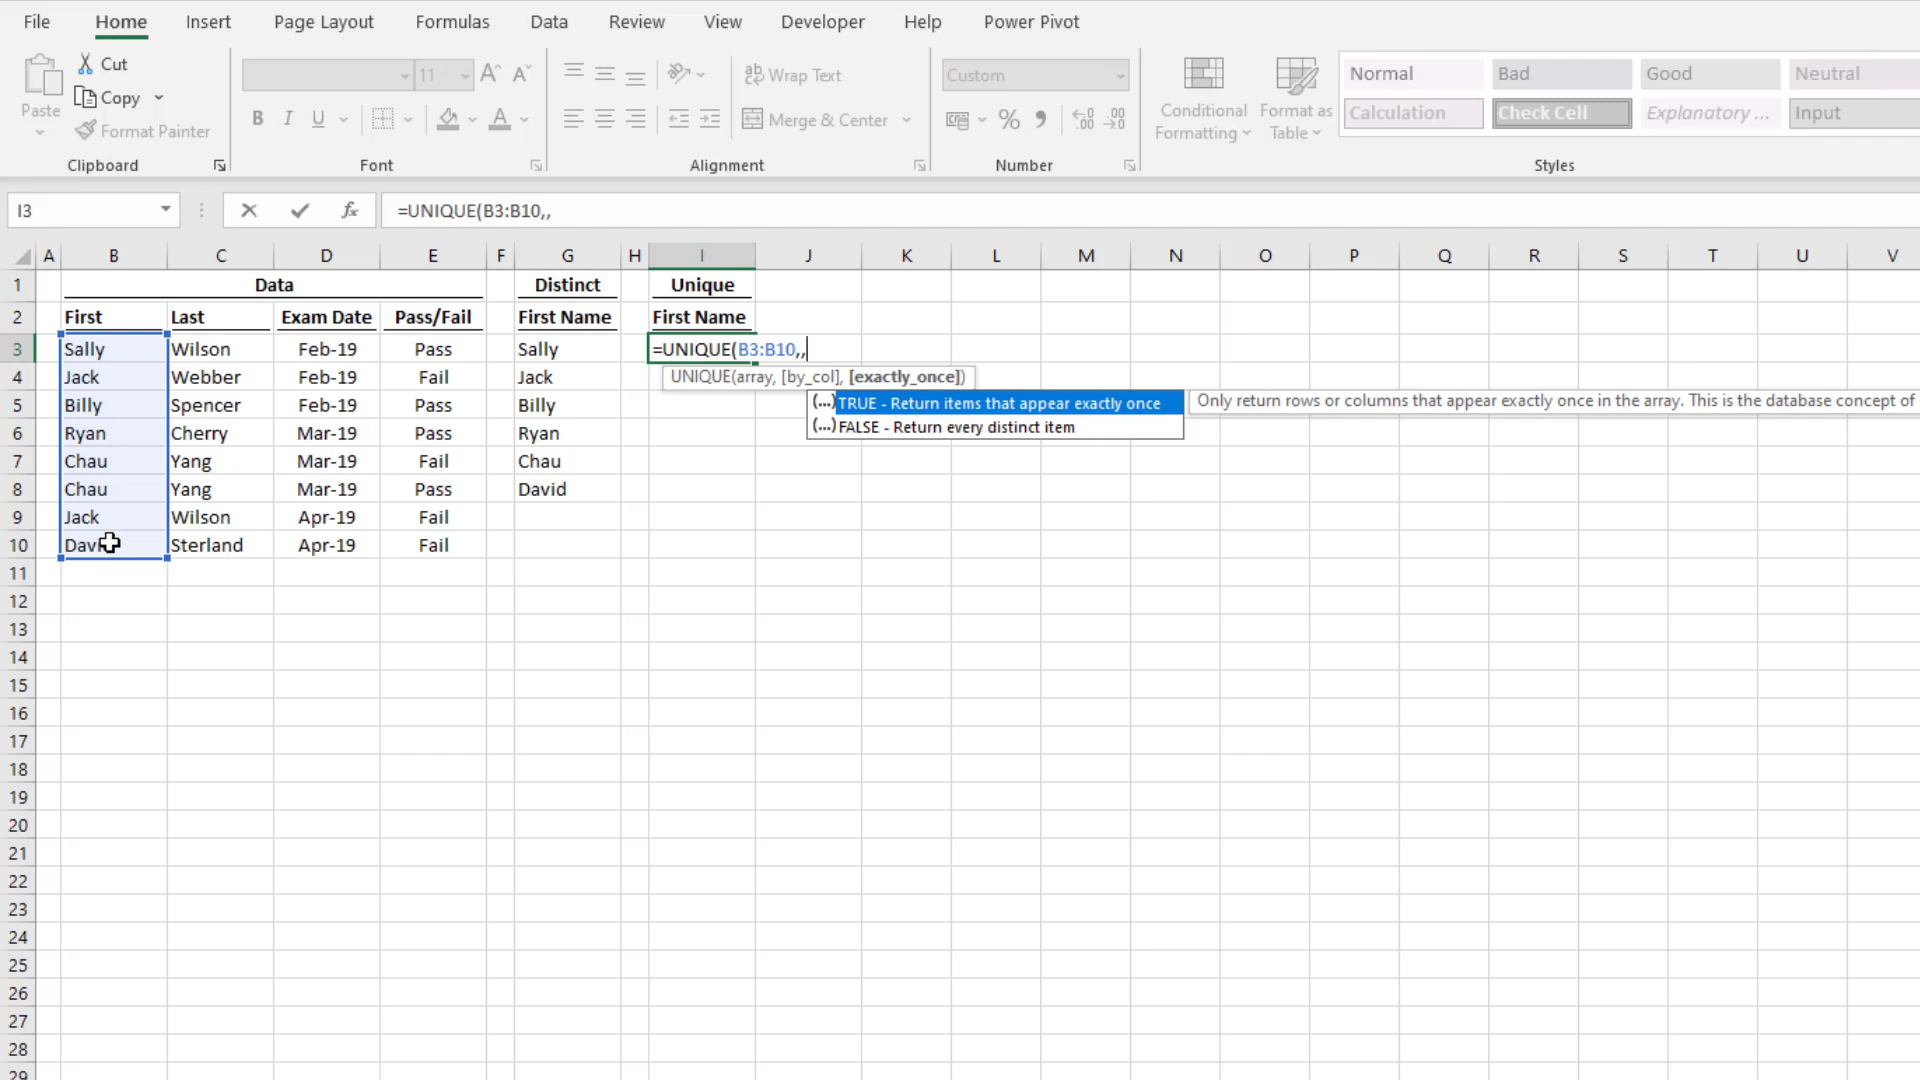 File Home Insert Page Layout Formulas Data Review View Developer Help Power Pivot
Paste
Cut
Copy
Format Painter
Clipboard
11 A A
B I U A
Font
ab Wrap Text
Merge & Center
Alignment
Custom
% 9 .00 .00
Number
Conditional Formatting
Format as Table
Normal Bad Good Neutral
Calculation Check Cell Explanatory ... Input
Styles
I3 fx =UNIQUE(B3:B10,,
A B C D E F G H I J K L M N O P Q R S T U V
1 Data Distinct Unique
2 First Last Exam Date Pass/Fail First Name First Name
3 Sally Wilson Feb-19 Pass Sally =UNIQUE(B3:B10,,
UNIQUE(array, [by_col], [exactly_once])
4 Jack Webber Feb-19 Fail Jack
(...) TRUE - Return items that appear exactly once
Only return rows or columns that appear exactly once in the array. This is the database concept of
(...) FALSE - Return every distinct item
5 Billy Spencer Feb-19 Pass Billy
6 Ryan Cherry Mar-19 Pass Ryan
7 Chau Yang Mar-19 Fail Chau
8 Chau Yang Mar-19 Pass David
9 Jack Wilson Apr-19 Fail
10 Sterland Apr-19 Fail
11
12
13
14
15
16
17
18
19
20
21
22
23
24
25
26
27
28
29